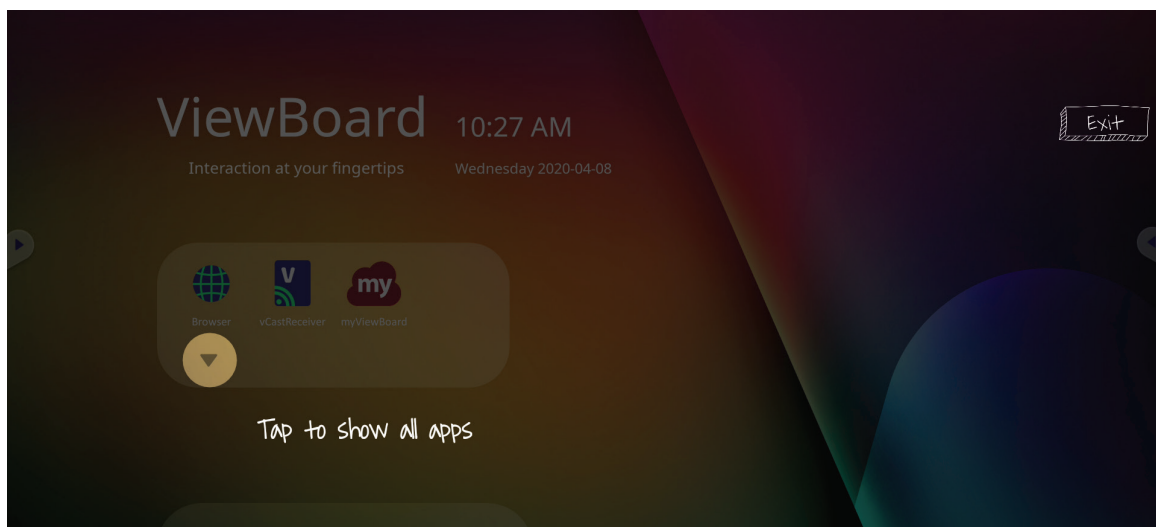 ViewBoard
10:27 AM
Exit
Interaction at your fingertips
Wednesday 2020-04-08
V
my
Browser
vCastReceiver
myViewBoard
Tap to show all apps